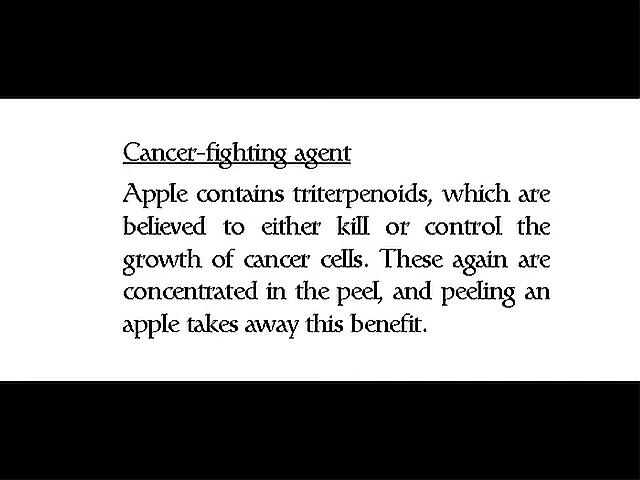 Cancer-fighting agent
Apple contains triterpenoids, which are
believed to either kill or control the
growth of cancer cells. These again are
concentrated in the peel, and peeling an
apple takes away this benefit.